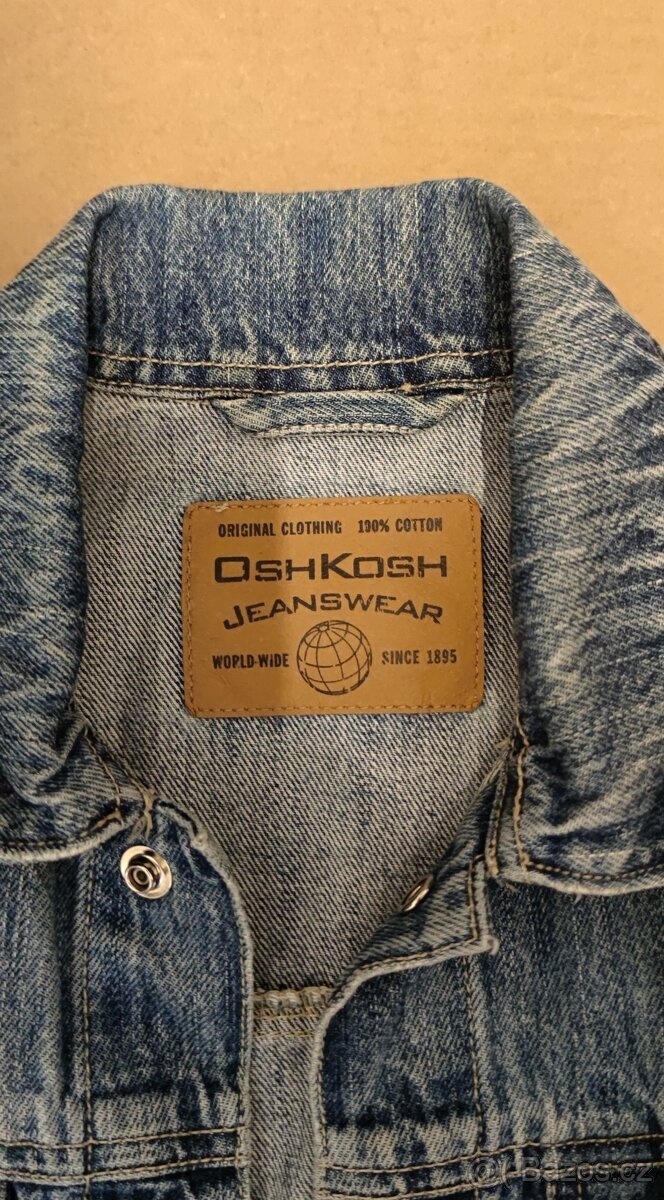 ORIGINAL CLOTHING 100% COTTON
OSHKOSH
JEANSWEAR
WORLD-WIDE SINCE 1895
Bazos.cz